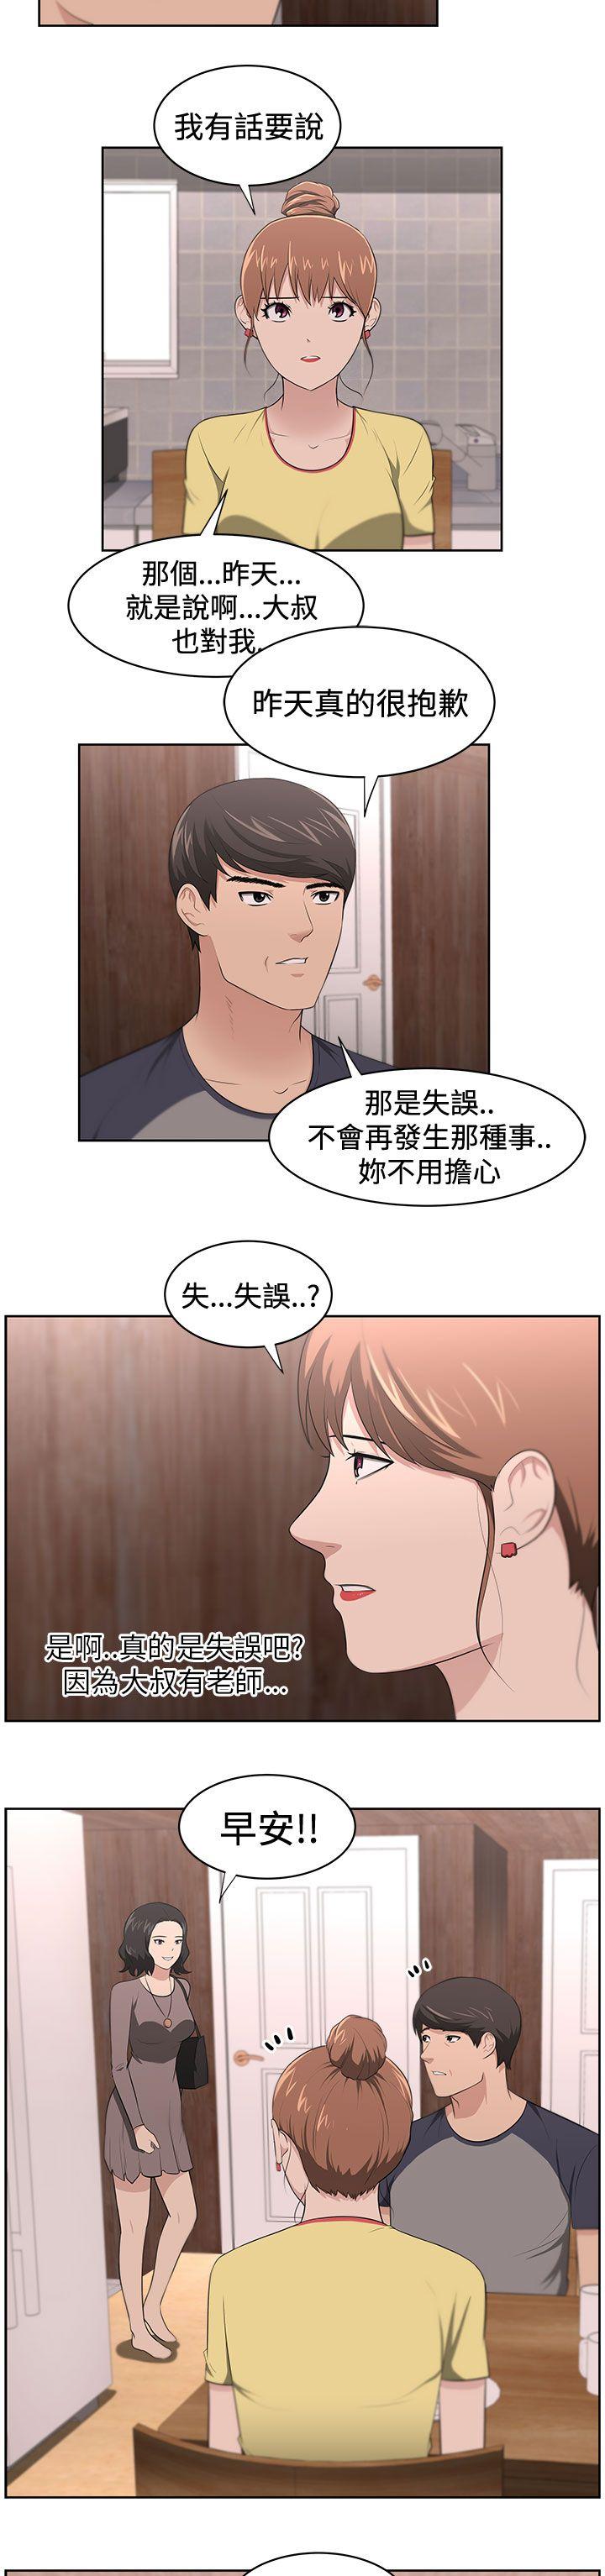 我有話要說
那個...昨天...
就是說啊...大叔
也對我.
昨天真的很抱歉
那是失誤..
不會再發生那種事..
妳不用擔心
失...失誤..?
是啊..真的是失誤吧?
因為大叔有老師...
早安!!